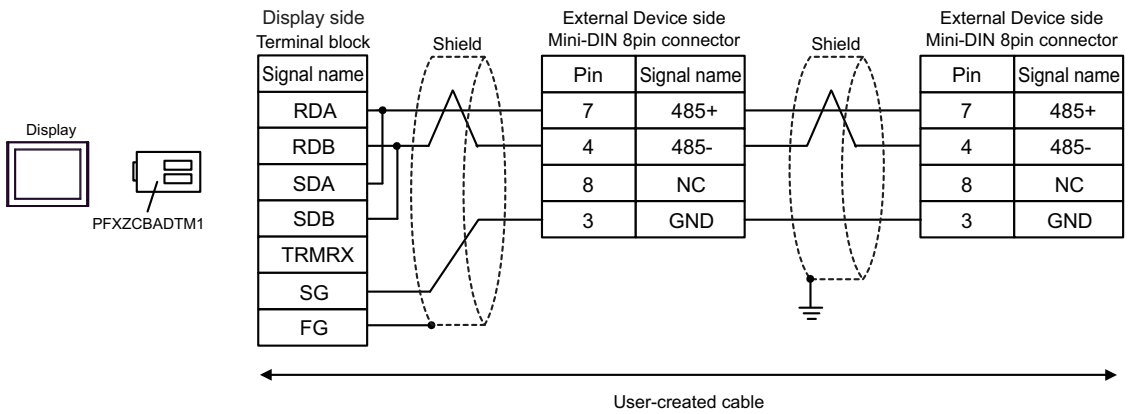 Display side
Terminal block
Shield
External Device side
Mini-DIN 8pin connector
Shield
External Device side
Mini-DIN 8pin connector
Signal name
Pin Signal name
Pin Signal name
RDA
7 485+
7 485+
RDB
4 485-
4 485-
SDA
8 NC
8 NC
SDB
3 GND
3 GND
TRMRX
SG
FG
Display
PFXZCBADTM1
User-created cable